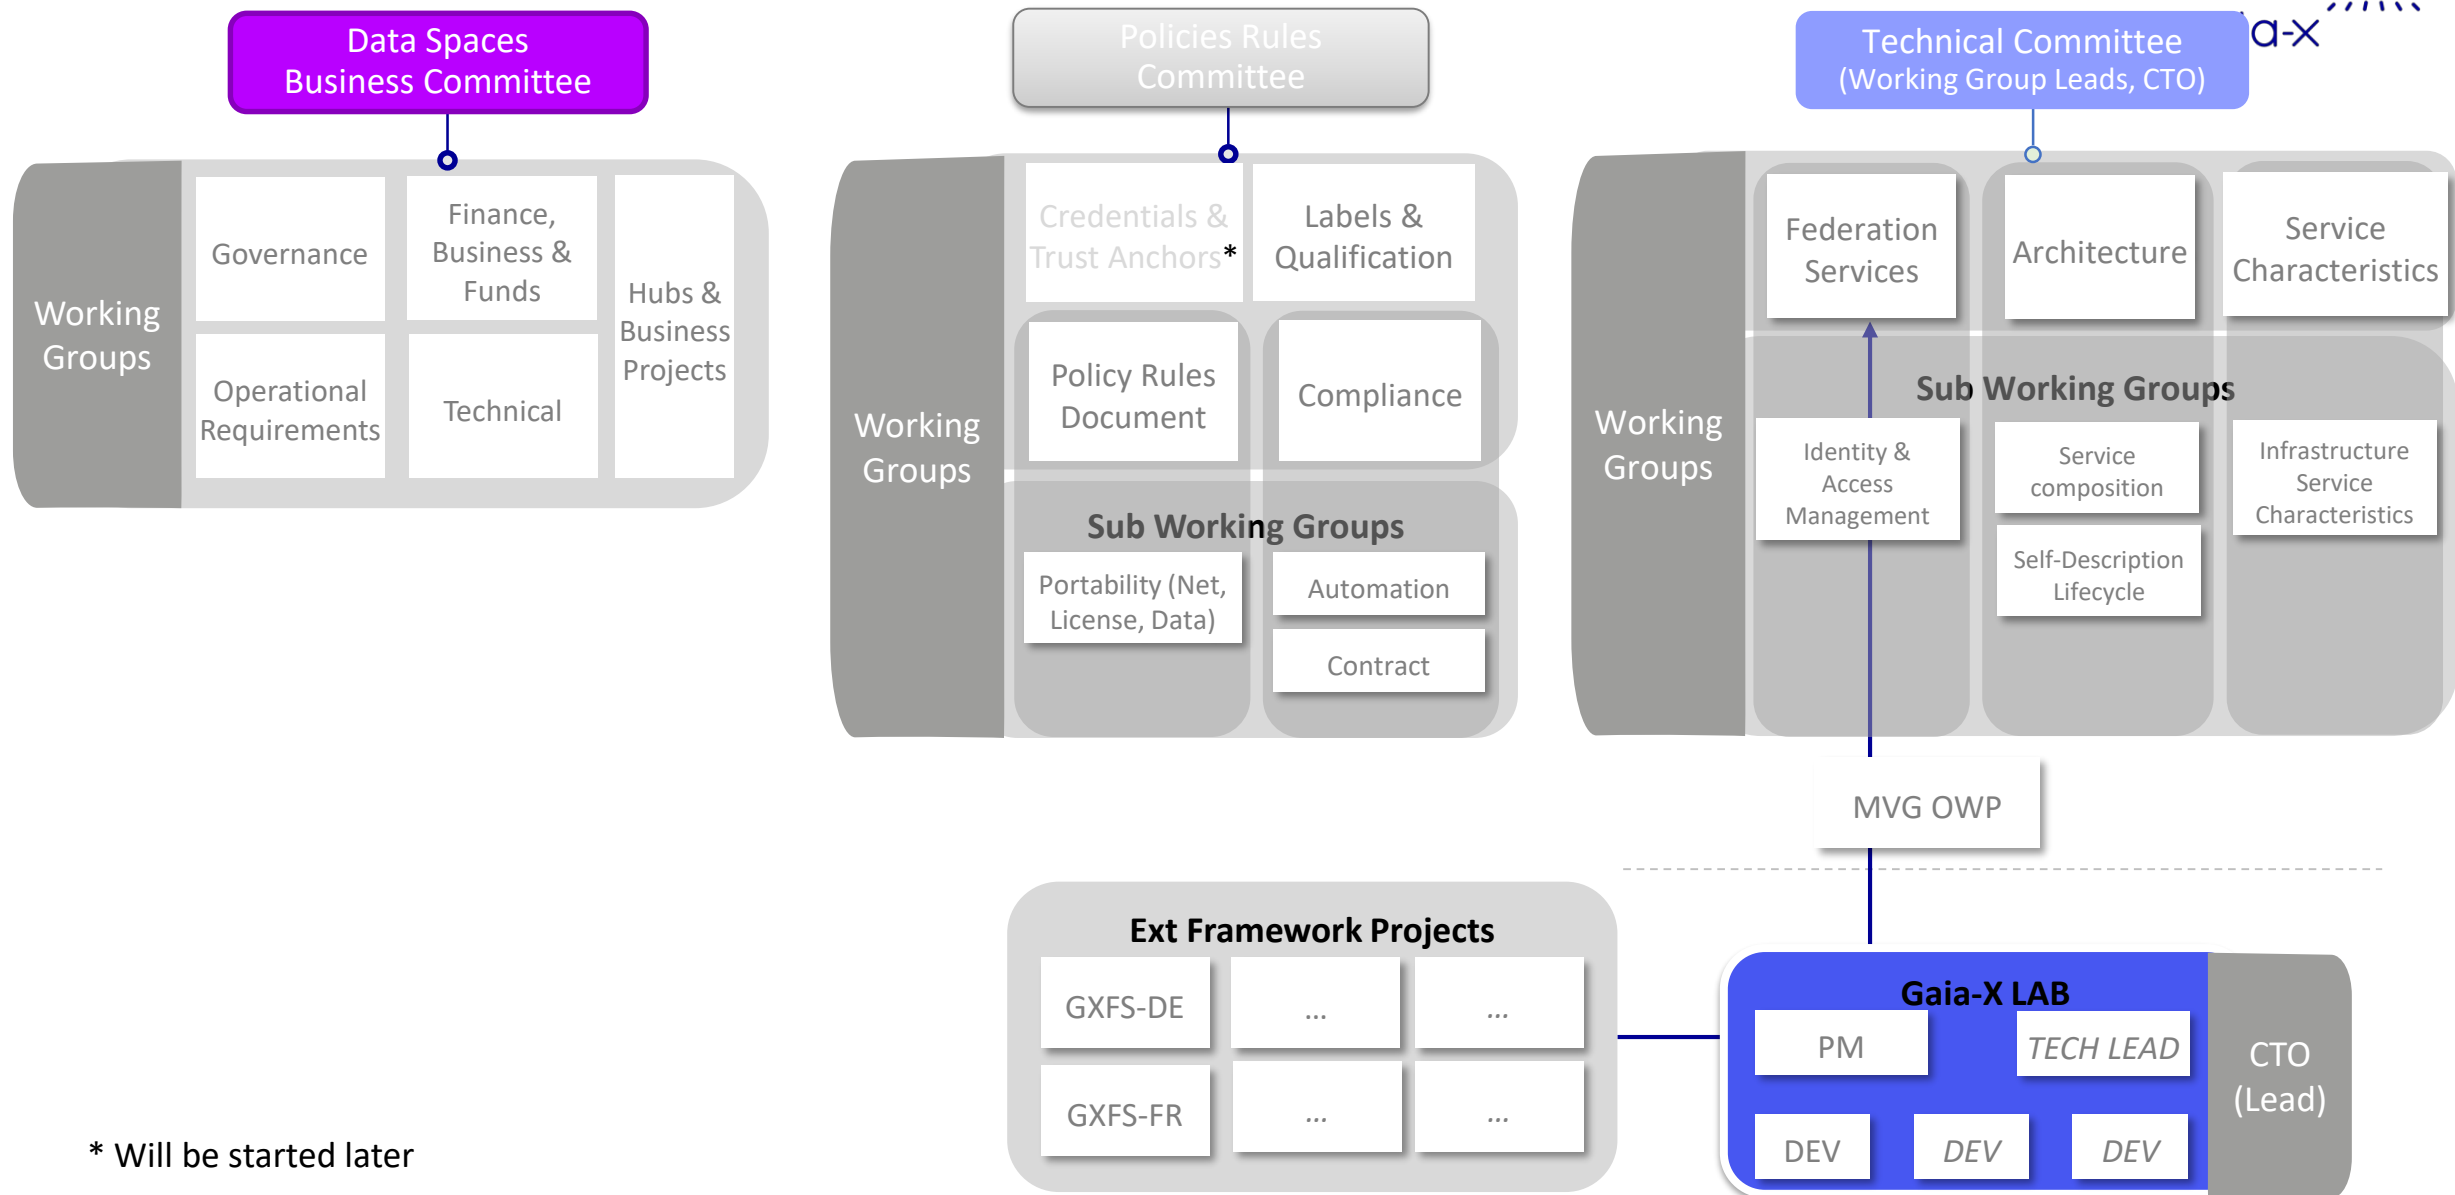 Data Spaces
Business Committee
Working
Groups
Governance
Finance,
Business &
Funds
Hubs &
Business
Projects
Operational
Requirements
Technical
Policies Rules
Committee
Working
Groups
Credentials &
Trust Anchors*
Labels &
Qualification
Policy Rules
Document
Compliance
Sub Working Groups
Portability (Net,
License, Data)
Automation
Contract
Technical Committee
(Working Group Leads, CTO)
a-x
Working
Groups
Federation
Services
Architecture
Service
Characteristics
Sub Working Groups
Identity &
Access
Management
Service
composition
Self-Description
Lifecycle
Infrastructure
Service
Characteristics
MVG OWP
Ext Framework Projects
GXFS-DE
...
...
GXFS-FR
...
...
Gaia-X LAB
PM
TECH LEAD
DEV
DEV
DEV
CTO
(Lead)
* Will be started later